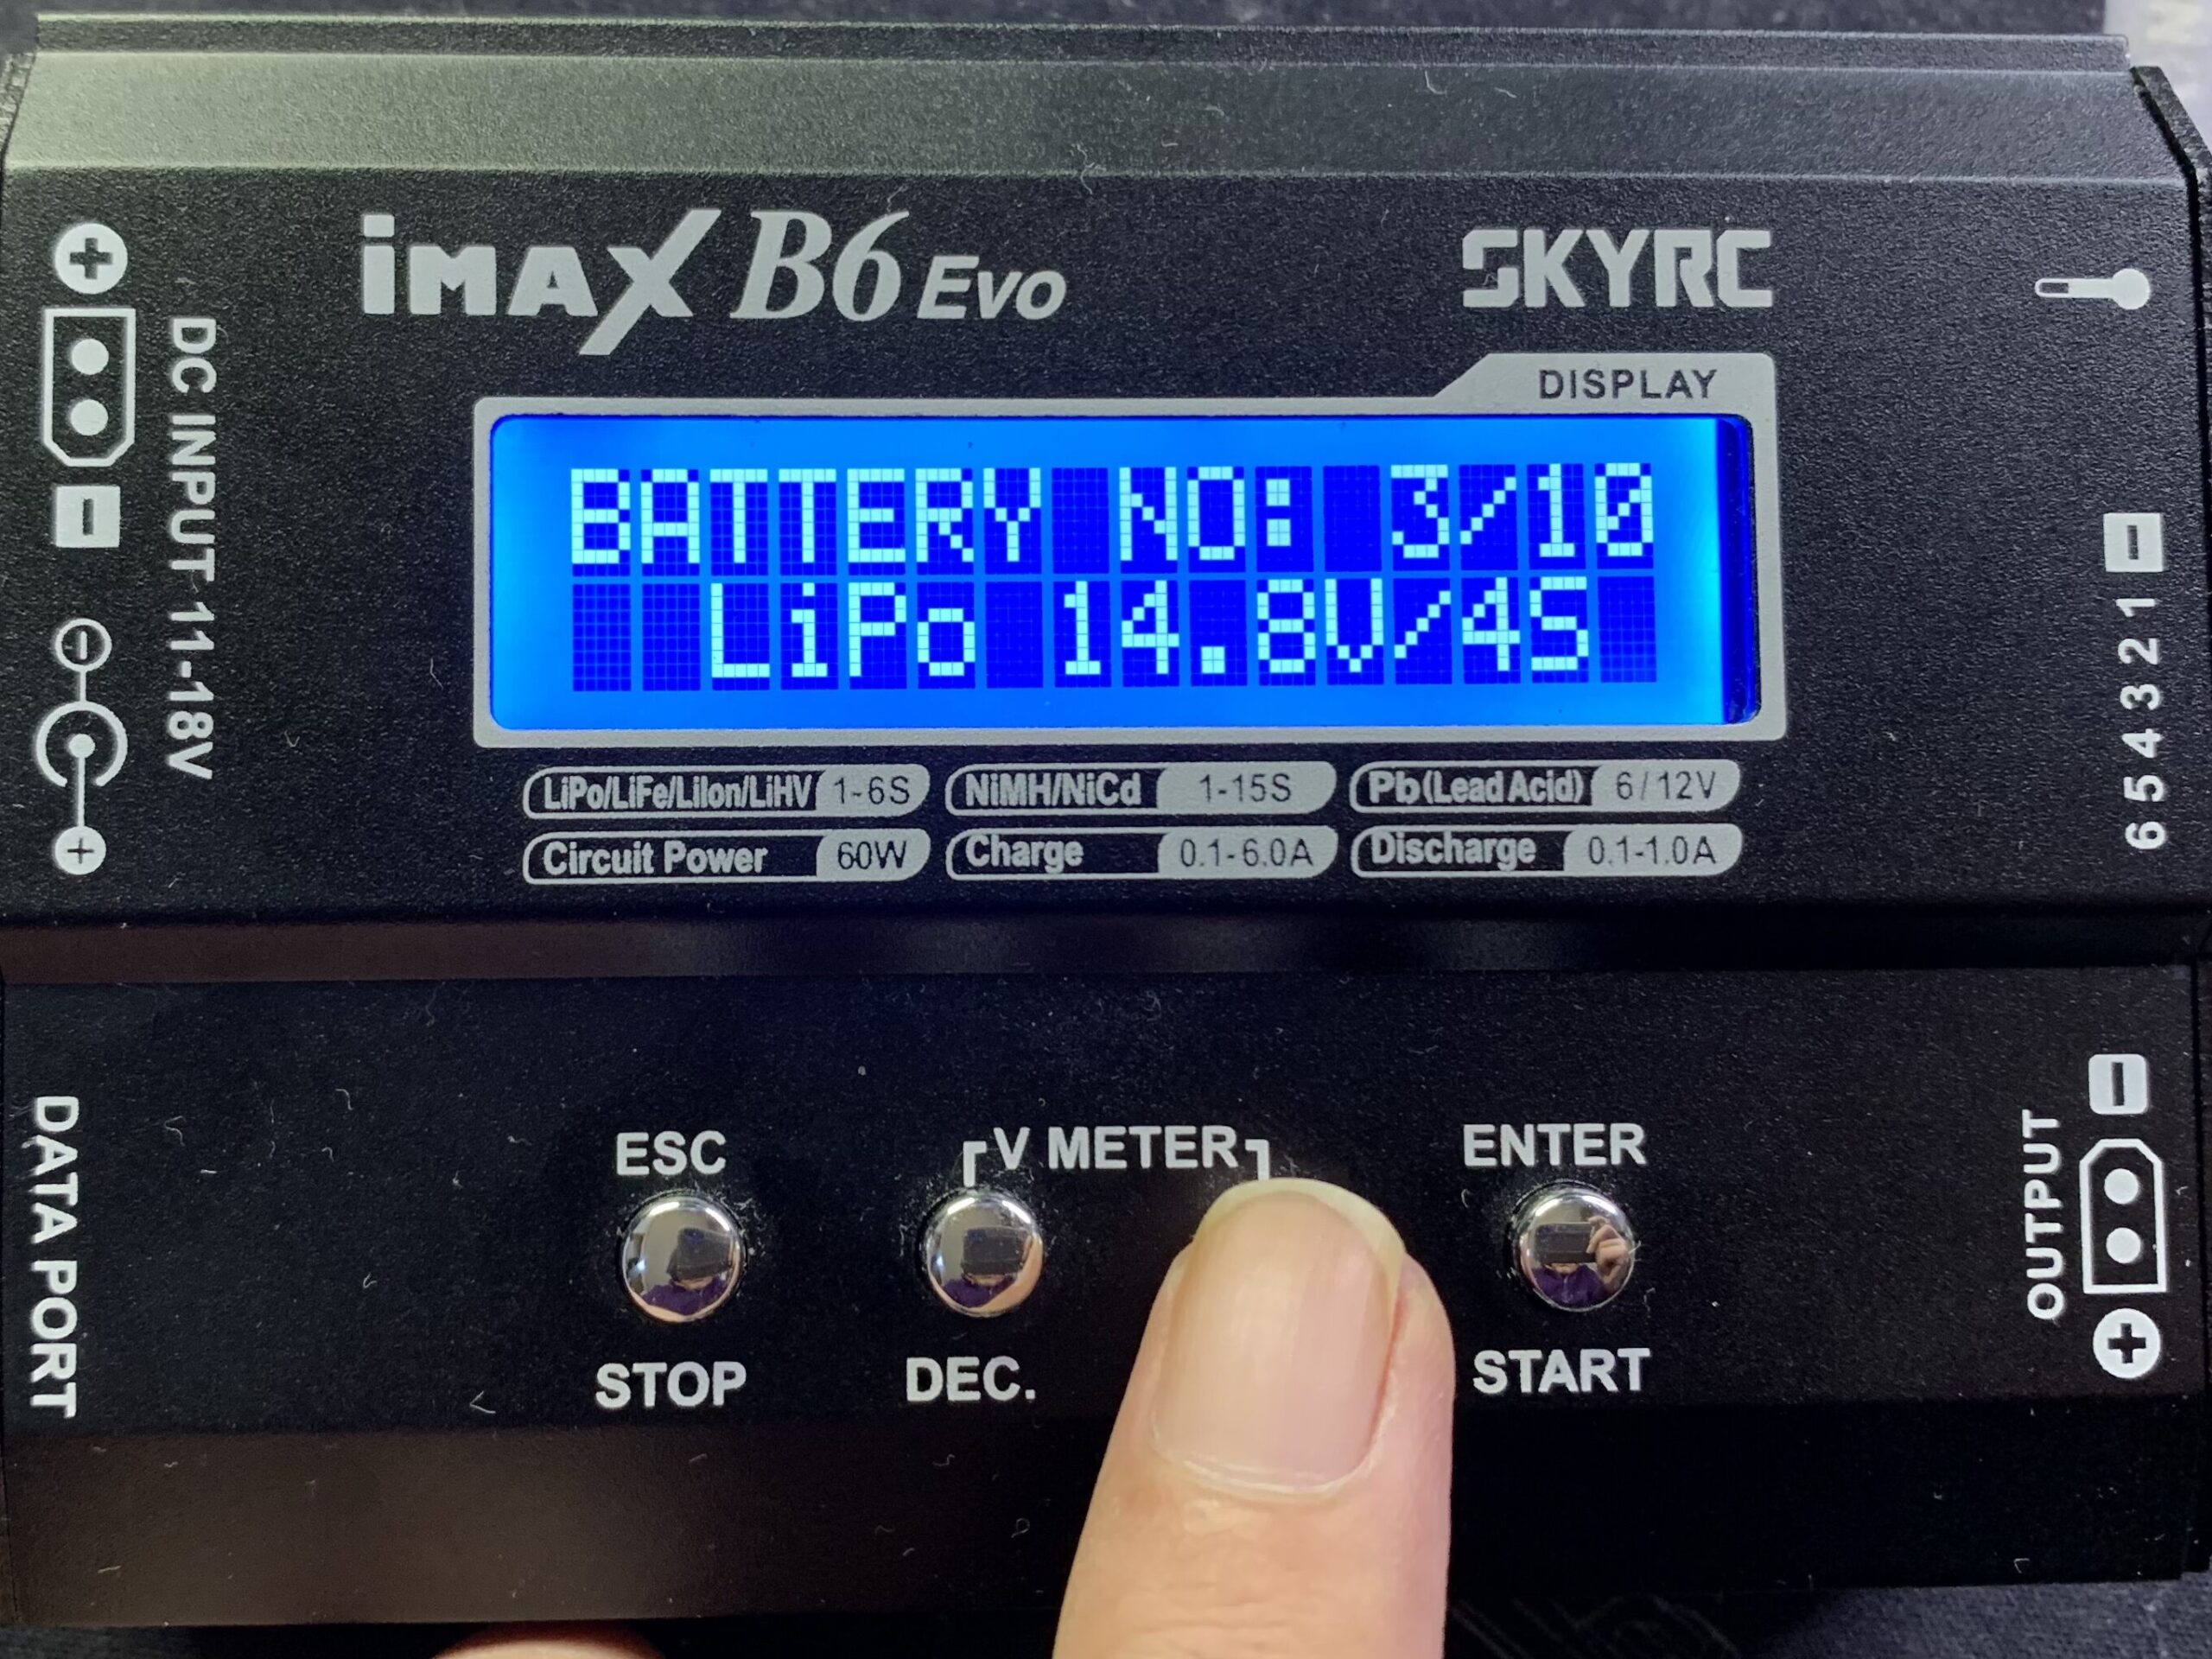 iMAX B6 Evo
SKYRC
DISPLAY
BATTERY NO: 3/10
LiPo 14.8V/4S
LiPo/LiFe/LiIon/LiHV 1-6S
NiMH/NiCd 1-15S
Pb(Lead Acid) 6/12V
Circuit Power 60W
Charge 0.1-6.0A
Discharge 0.1-1.0A
DC INPUT 11-18V
6 5 4 3 2 1
DATA PORT
ESC
V METER
ENTER
STOP
DEC.
START
OUTPUT